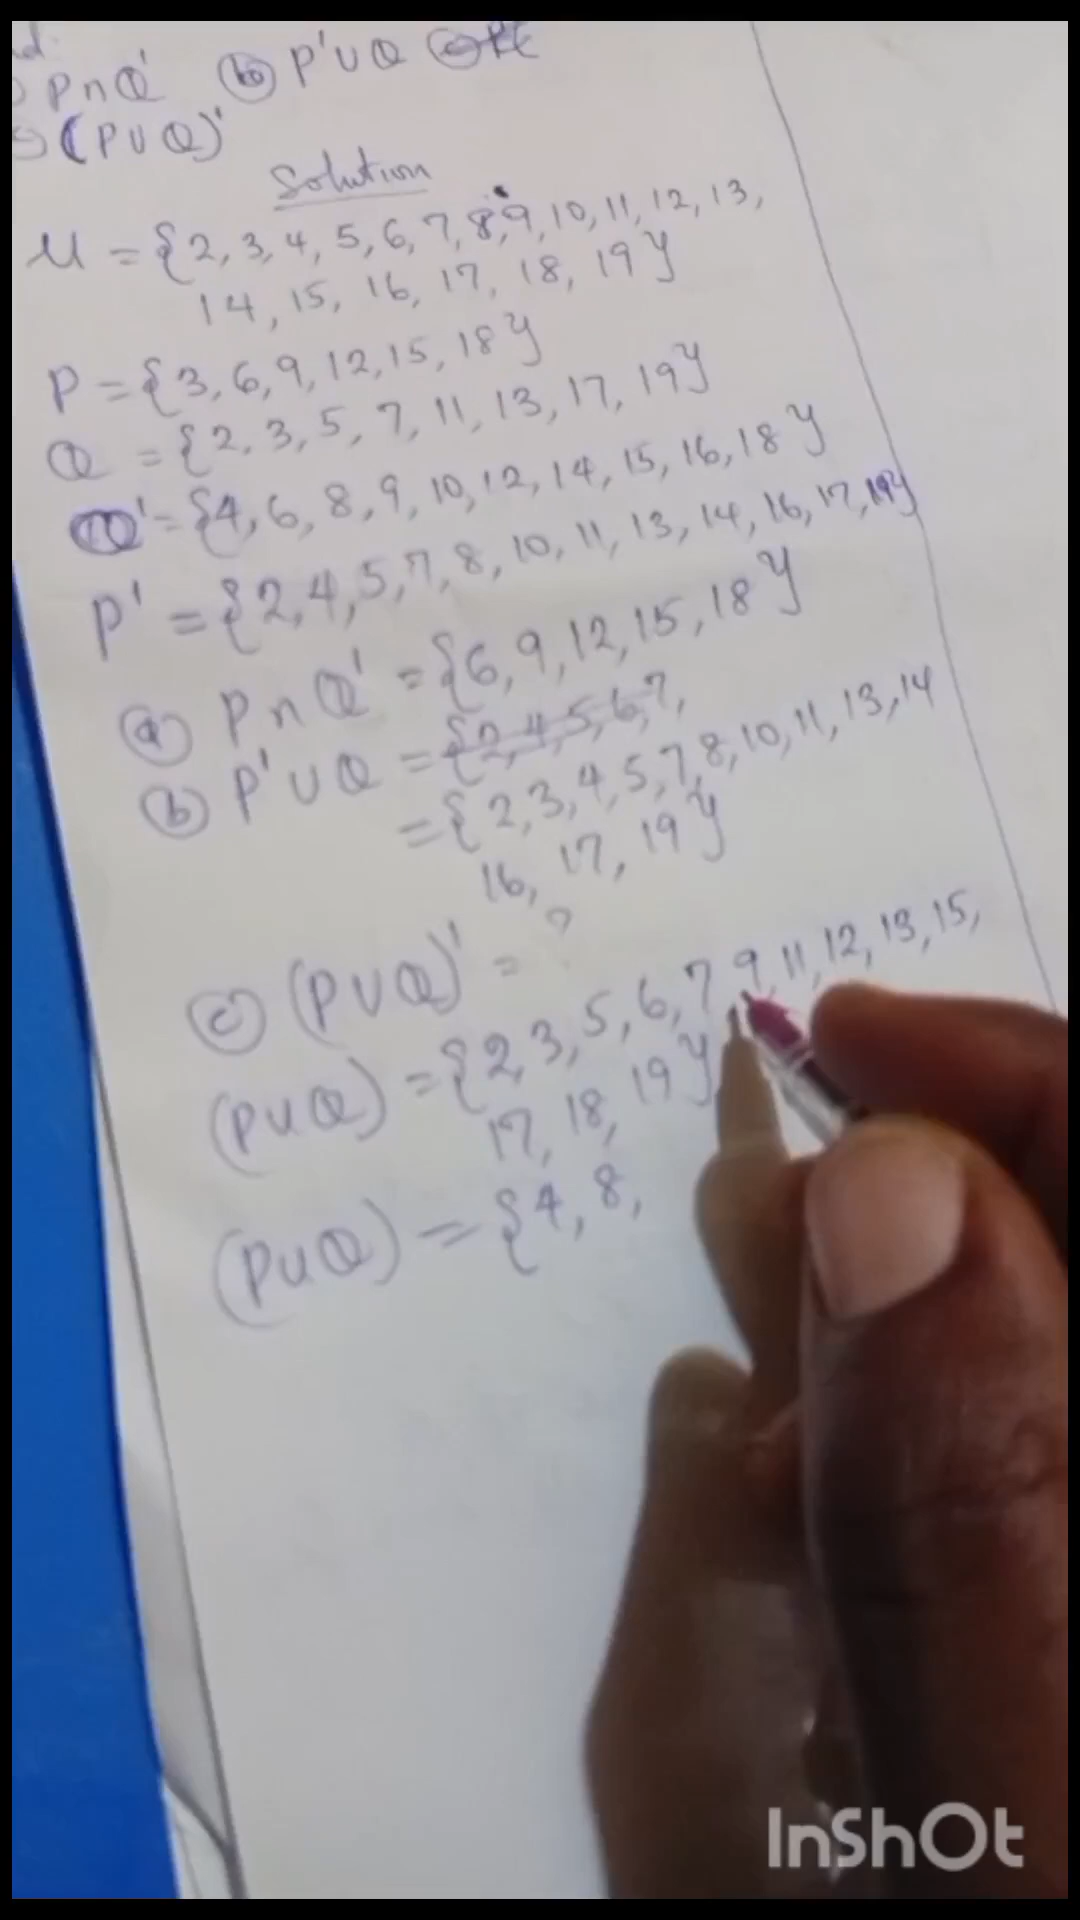 P∩Q' (b) P'∪Q
(P∪Q)'
Solution
U = {2, 3, 4, 5, 6, 7, 8, 9, 10, 11, 12, 13,
14, 15, 16, 17, 18, 19}
P = {3, 6, 9, 12, 15, 18}
Q = {2, 3, 5, 7, 11, 13, 17, 19}
Q' = {4, 6, 8, 9, 10, 12, 14, 15, 16, 18}
P' = {2, 4, 5, 7, 8, 10, 11, 13, 14, 16, 17, 19}
(a) P∩Q' = {6, 9, 12, 15, 18}
(b) P'∪Q = {2, 4, 5, 6, 7,
= {2, 3, 4, 5, 7, 8, 10, 11, 13, 14
16, 17, 19}
(c) (P∪Q)' = ?
(P∪Q) = {2, 3, 5, 6, 7 9, 11, 12, 13, 15,
17, 18, 19}
(P∪Q) = {4, 8,
InShOt